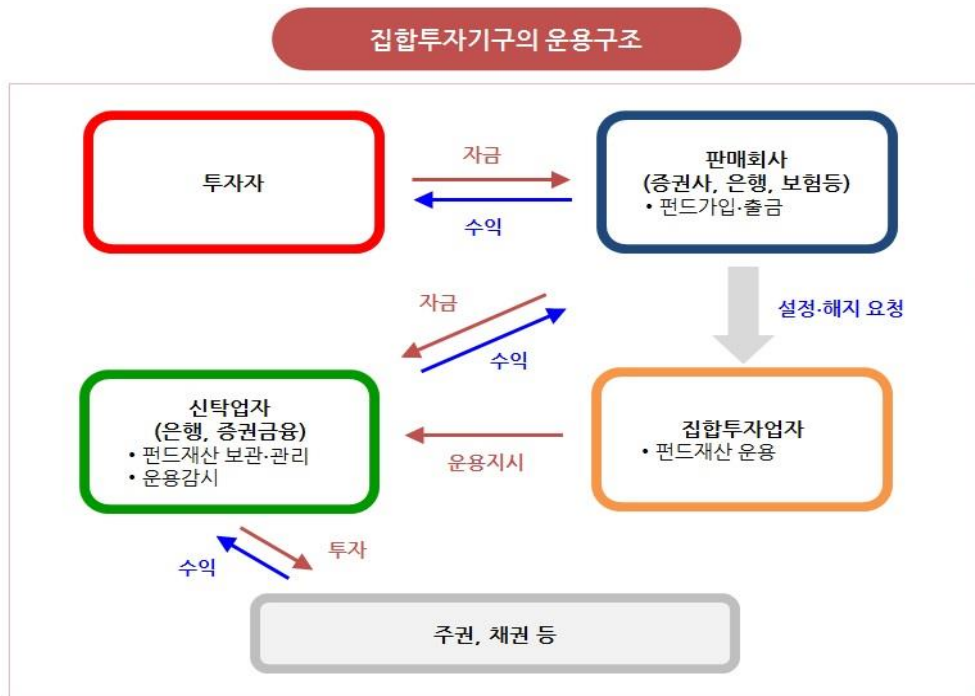 집합투자기구의 운용구조
투자자
자금
수익
판매회사
(증권사, 은행, 보험등)
• 펀드가입·출금
자금
수익
설정·해지 요청
신탁업자
(은행, 증권금융)
• 펀드재산 보관·관리
• 운용감시
운용지시
집합투자업자
• 펀드재산 운용
수익
투자
주권, 채권 등